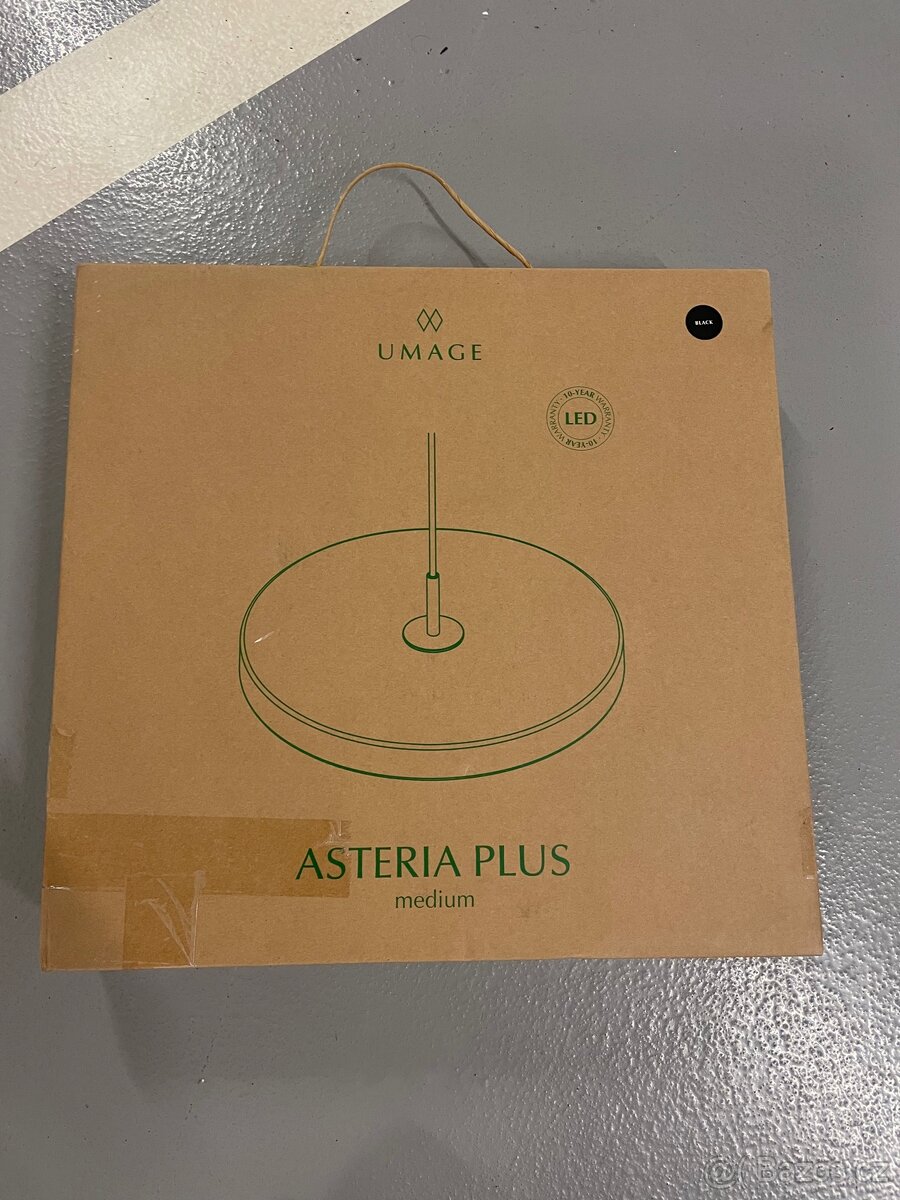 UMAGE
BLACK
10-YEAR WARRANTY · 10-YEAR WARRANTY ·
LED
ASTERIA PLUS
medium
@ Bazos.cz